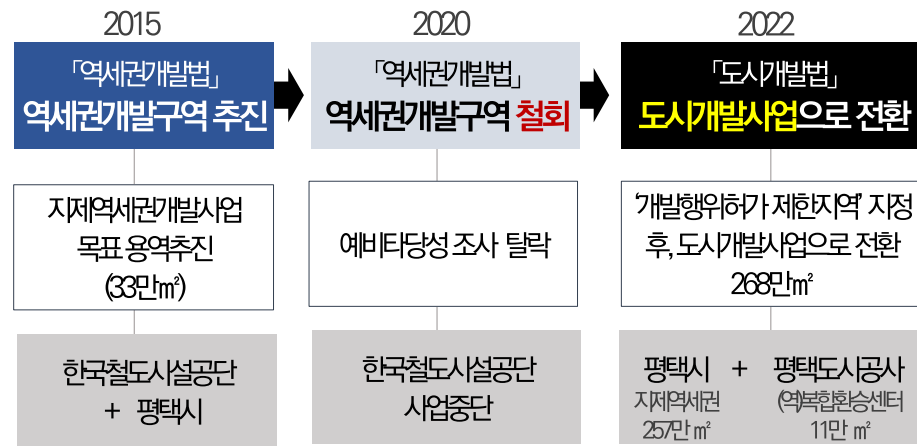 2015
「역세권개발법」
역세권개발구역 추진
지제역세권개발사업
목표 용역추진
(33만㎡)
한국철도시설공단
+ 평택시
2020
「역세권개발법」
역세권개발구역 철회
예비타당성 조사 탈락
한국철도시설공단
사업중단
2022
「도시개발법」
도시개발사업으로 전환
'개발행위허가 제한지역' 지정
후, 도시개발사업으로 전환
268만㎡
평택시 + 평택도시공사
지제역세권 (역)복합환승센터
257만 ㎡ 11만 ㎡